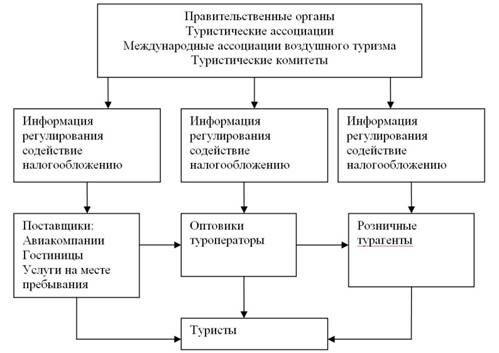 Правительственные органы
Туристические ассоциации
Международные ассоциации воздушного туризма
Туристические комитеты
Информация
регулирования
содействие
налогообложению
Информация
регулирования
содействие
налогообложению
Информация
регулирования
содействие
налогообложению
Поставщики:
Авиакомпании
Гостиницы
Услуги на месте
пребывания
Оптовики
туроператоры
Розничные
турагенты
Туристы